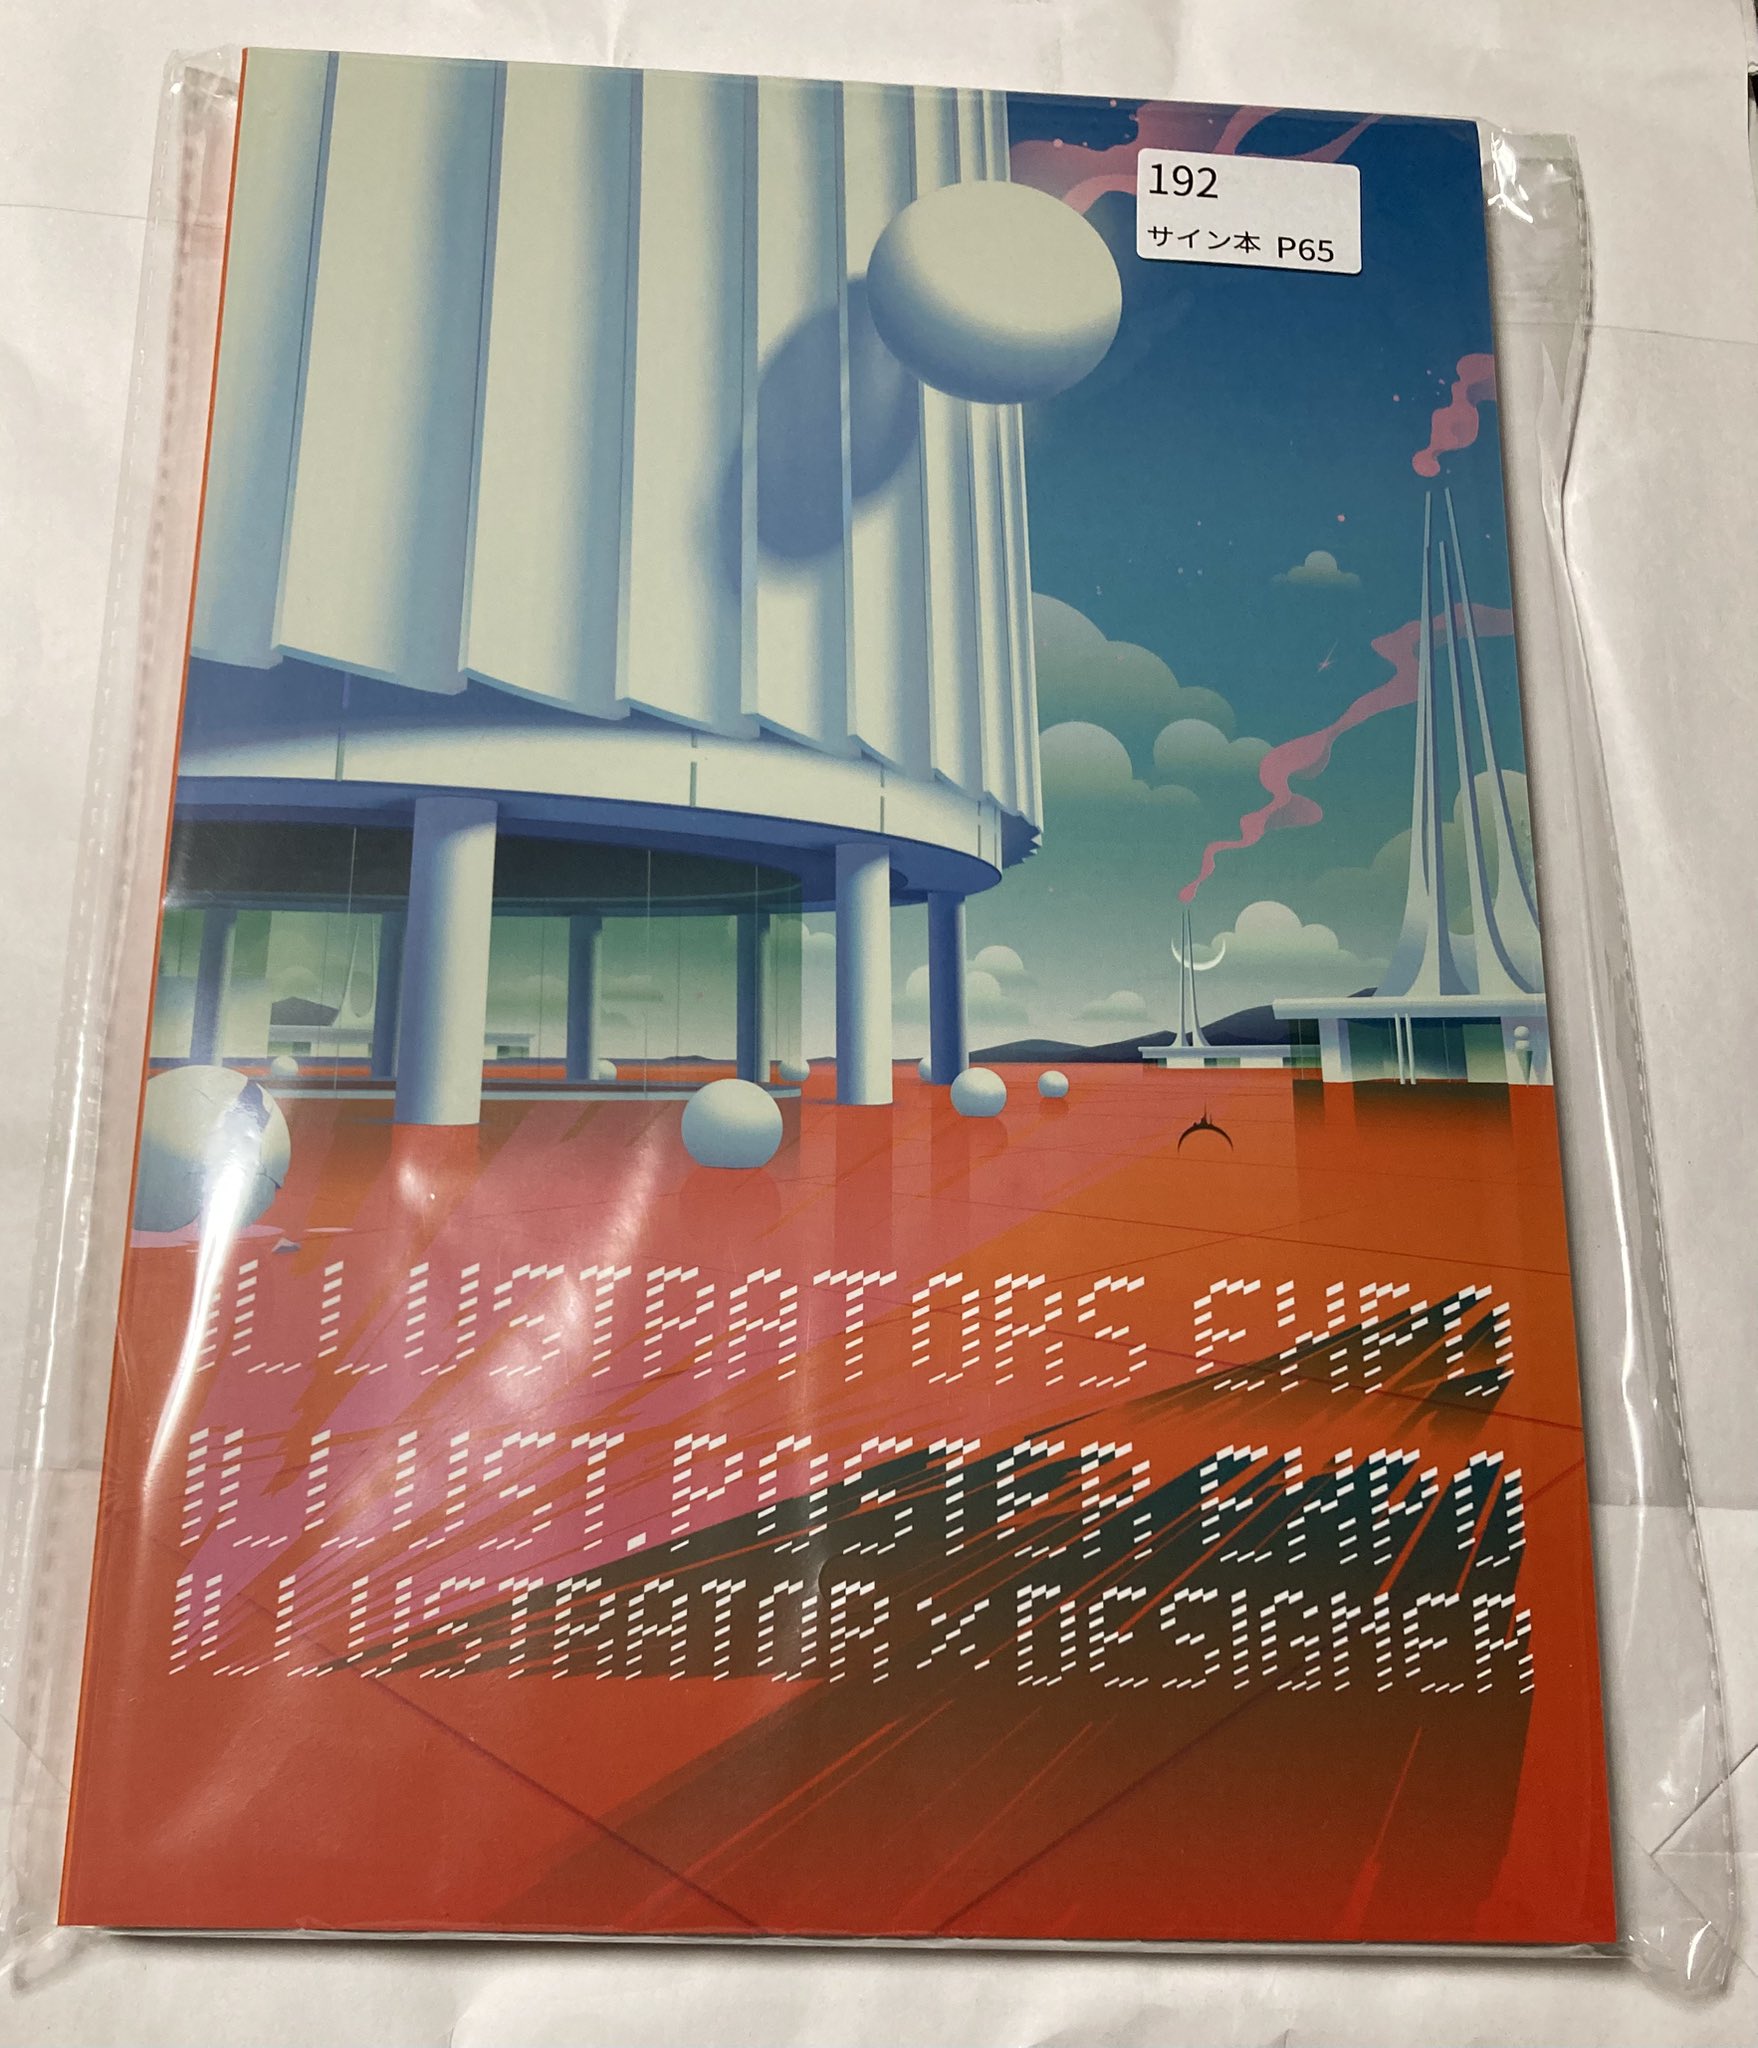 192
サイン本 P65
ILLUSTRATORS EXPO
ILLUST.POSTER EXPO
ILLUSTRATOR × DESIGNER